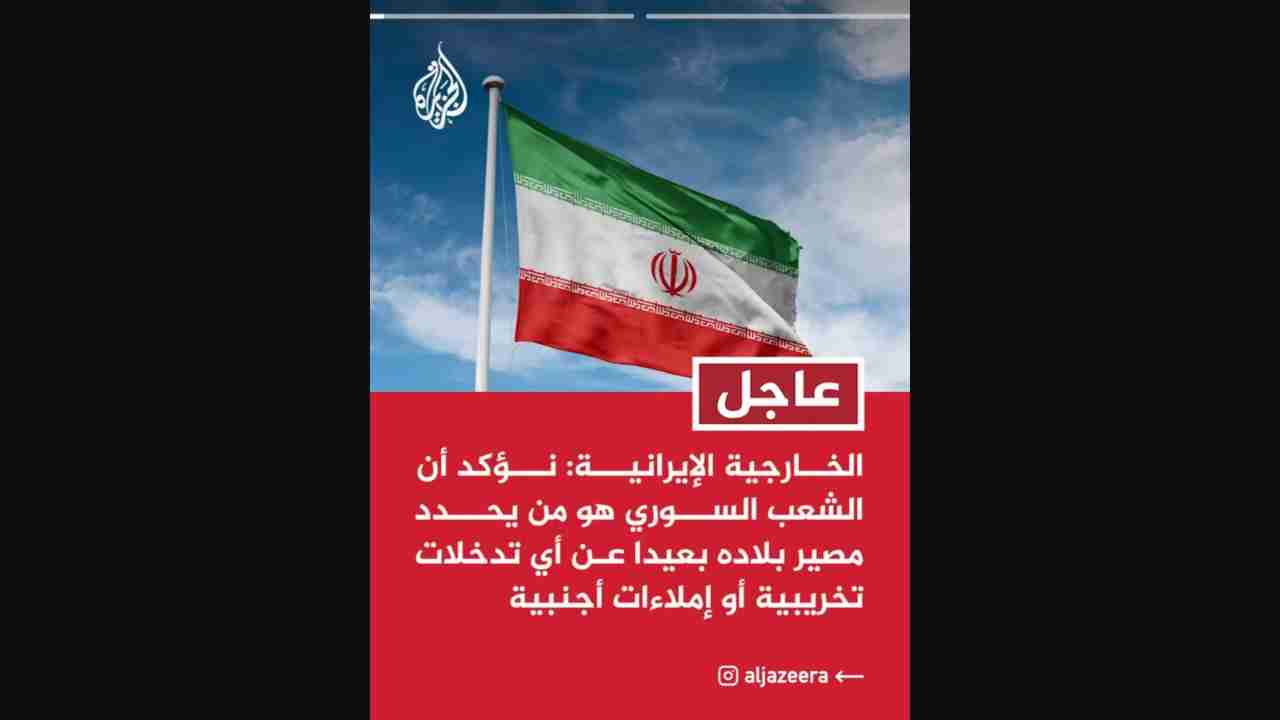 الجزيرة
عاجل
الخارجية الإيرانية: نؤكد أن
الشعب السوري هو من يحدد
مصير بلاده بعيدا عن أي تدخلات
تخريبية أو إملاءات أجنبية
aljazeera